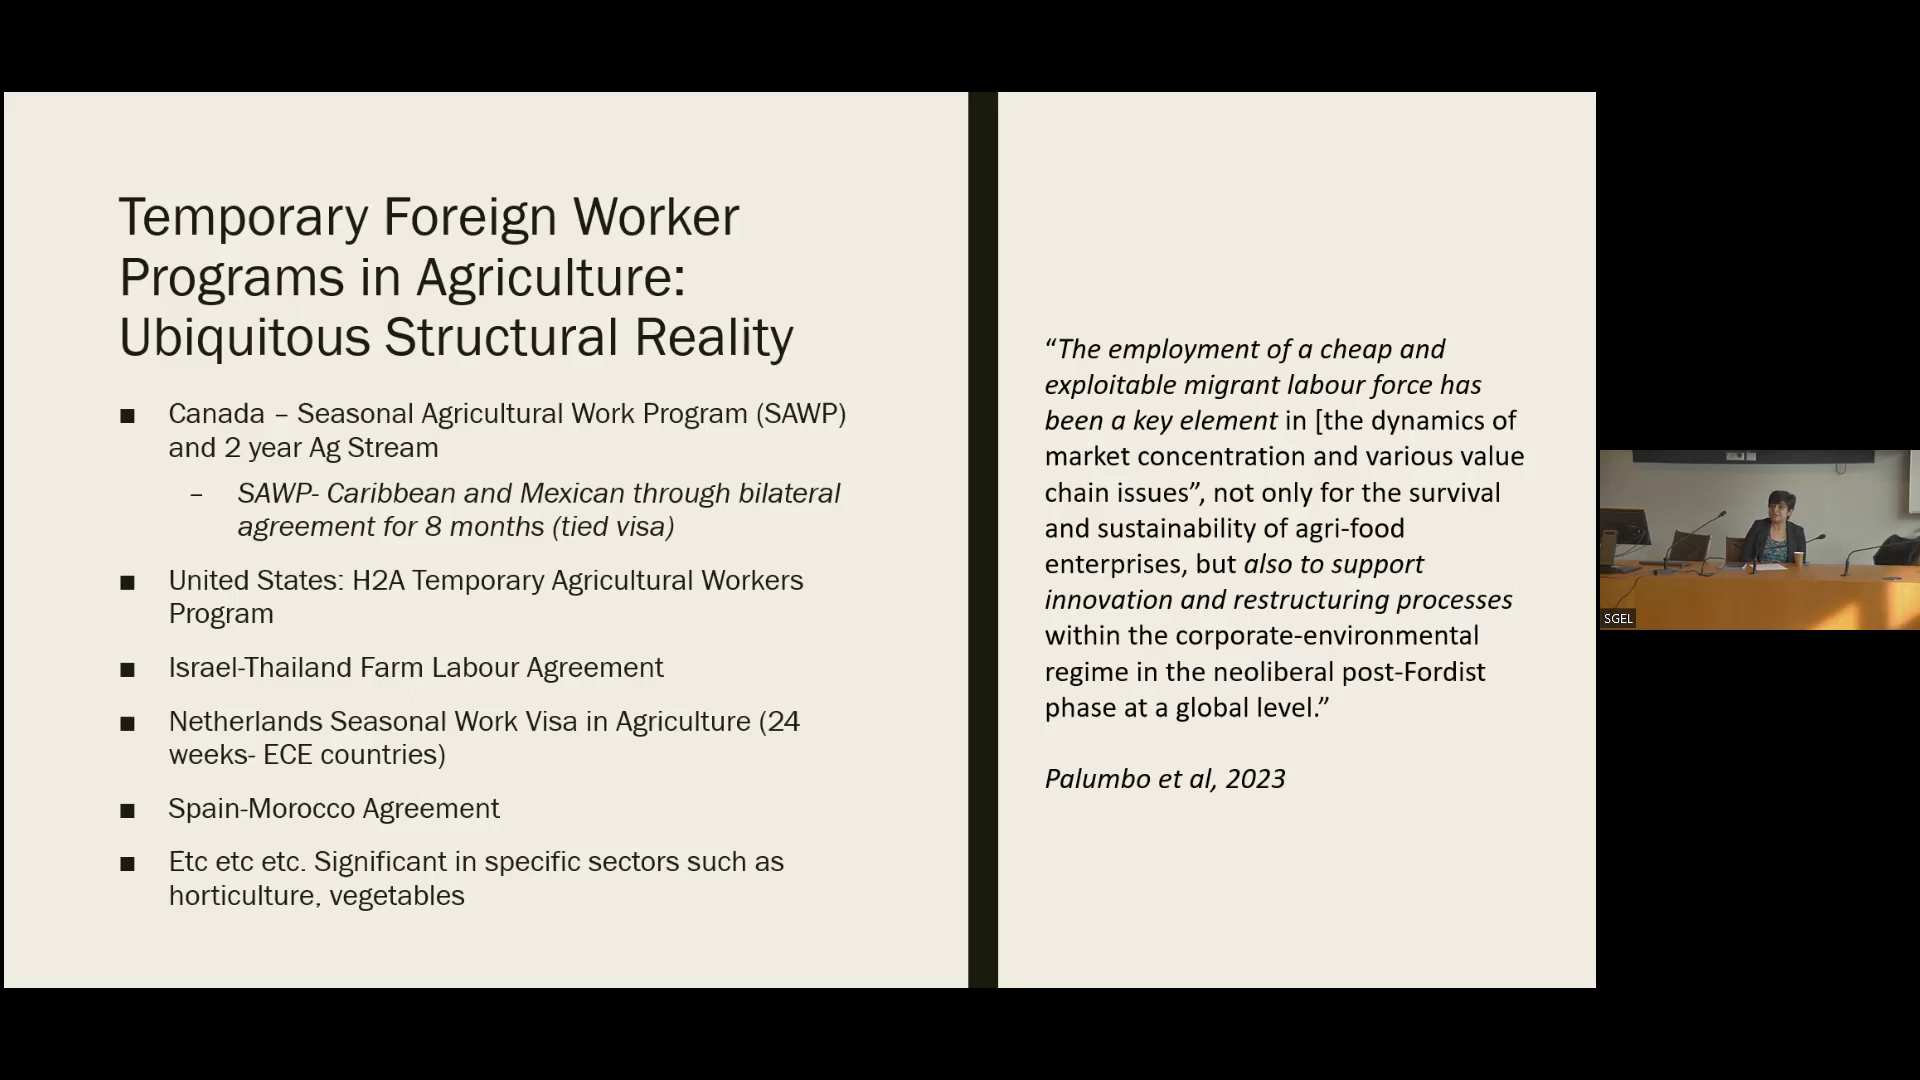 Temporary Foreign Worker
Programs in Agriculture:
Ubiquitous Structural Reality
■ Canada – Seasonal Agricultural Work Program (SAWP)
and 2 year Ag Stream
– SAWP- Caribbean and Mexican through bilateral
agreement for 8 months (tied visa)
■ United States: H2A Temporary Agricultural Workers
Program
■ Israel-Thailand Farm Labour Agreement
■ Netherlands Seasonal Work Visa in Agriculture (24
weeks- ECE countries)
■ Spain-Morocco Agreement
■ Etc etc etc. Significant in specific sectors such as
horticulture, vegetables
“The employment of a cheap and
exploitable migrant labour force has
been a key element in [the dynamics of
market concentration and various value
chain issues”, not only for the survival
and sustainability of agri-food
enterprises, but also to support
innovation and restructuring processes
within the corporate-environmental
regime in the neoliberal post-Fordist
phase at a global level.”
Palumbo et al, 2023
SGEL